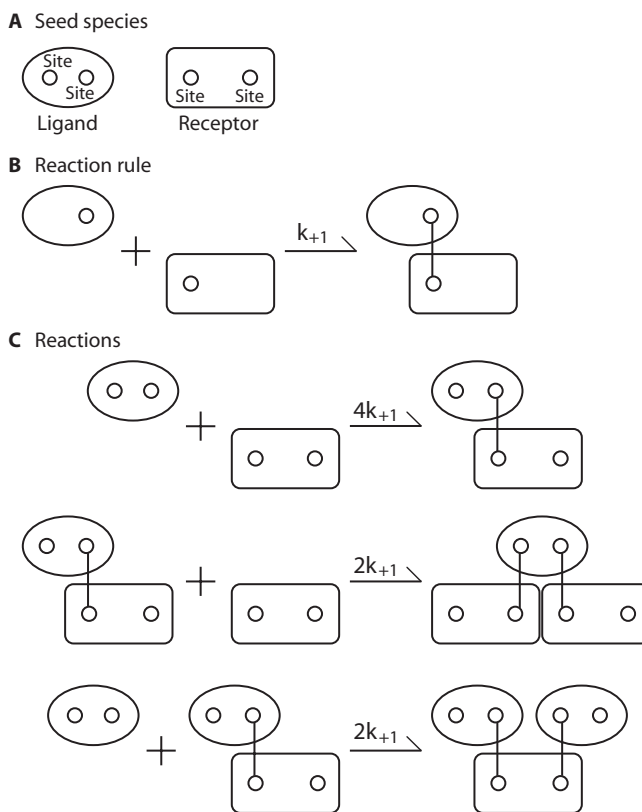 A Seed species
Site
Site
Site Site
Ligand Receptor
B Reaction rule
k+1
C Reactions
4k+1
2k+1
2k+1